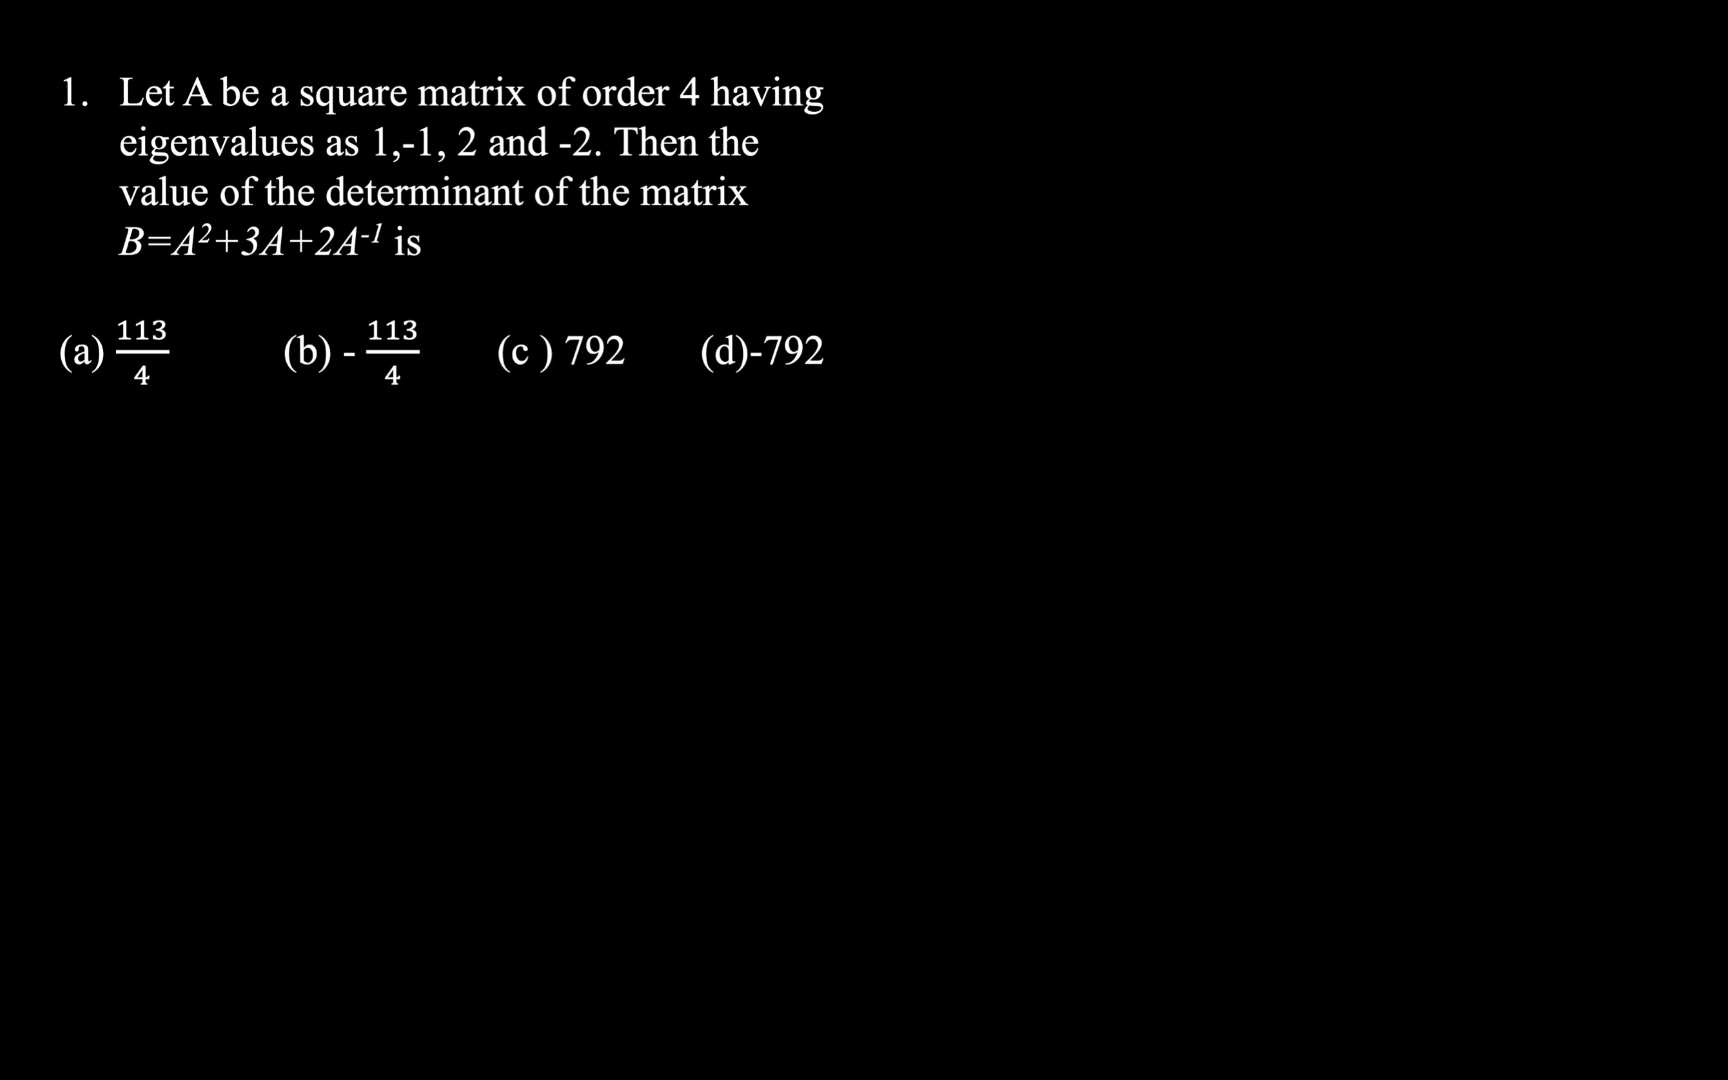 1. Let A be a square matrix of order 4 having
eigenvalues as 1,-1, 2 and -2. Then the
value of the determinant of the matrix
B=A²+3A+2A⁻¹ is
(a) 113/4 (b) - 113/4 (c ) 792 (d)-792